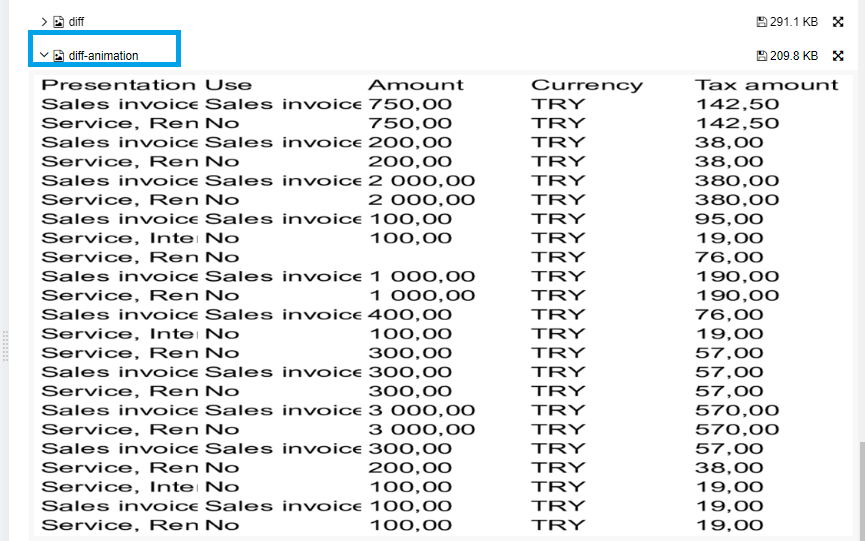 diff 291.1 KB
diff-animation 209.8 KB
Presentation Use Amount Currency Tax amount
Sales invoice Sales invoice 750,00 TRY 142,50
Service, Ren No 750,00 TRY 142,50
Sales invoice Sales invoice 200,00 TRY 38,00
Service, Ren No 200,00 TRY 38,00
Sales invoice Sales invoice 2 000,00 TRY 380,00
Service, Ren No 2 000,00 TRY 380,00
Sales invoice Sales invoice 100,00 TRY 95,00
Service, Inte No 100,00 TRY 19,00
Service, Ren No TRY 76,00
Sales invoice Sales invoice 1 000,00 TRY 190,00
Service, Ren No 1 000,00 TRY 190,00
Sales invoice Sales invoice 400,00 TRY 76,00
Service, Inte No 100,00 TRY 19,00
Service, Ren No 300,00 TRY 57,00
Sales invoice Sales invoice 300,00 TRY 57,00
Service, Ren No 300,00 TRY 57,00
Sales invoice Sales invoice 3 000,00 TRY 570,00
Service, Ren No 3 000,00 TRY 570,00
Sales invoice Sales invoice 300,00 TRY 57,00
Service, Ren No 200,00 TRY 38,00
Service, Inte No 100,00 TRY 19,00
Sales invoice Sales invoice 100,00 TRY 19,00
Service, Ren No 100,00 TRY 19,00